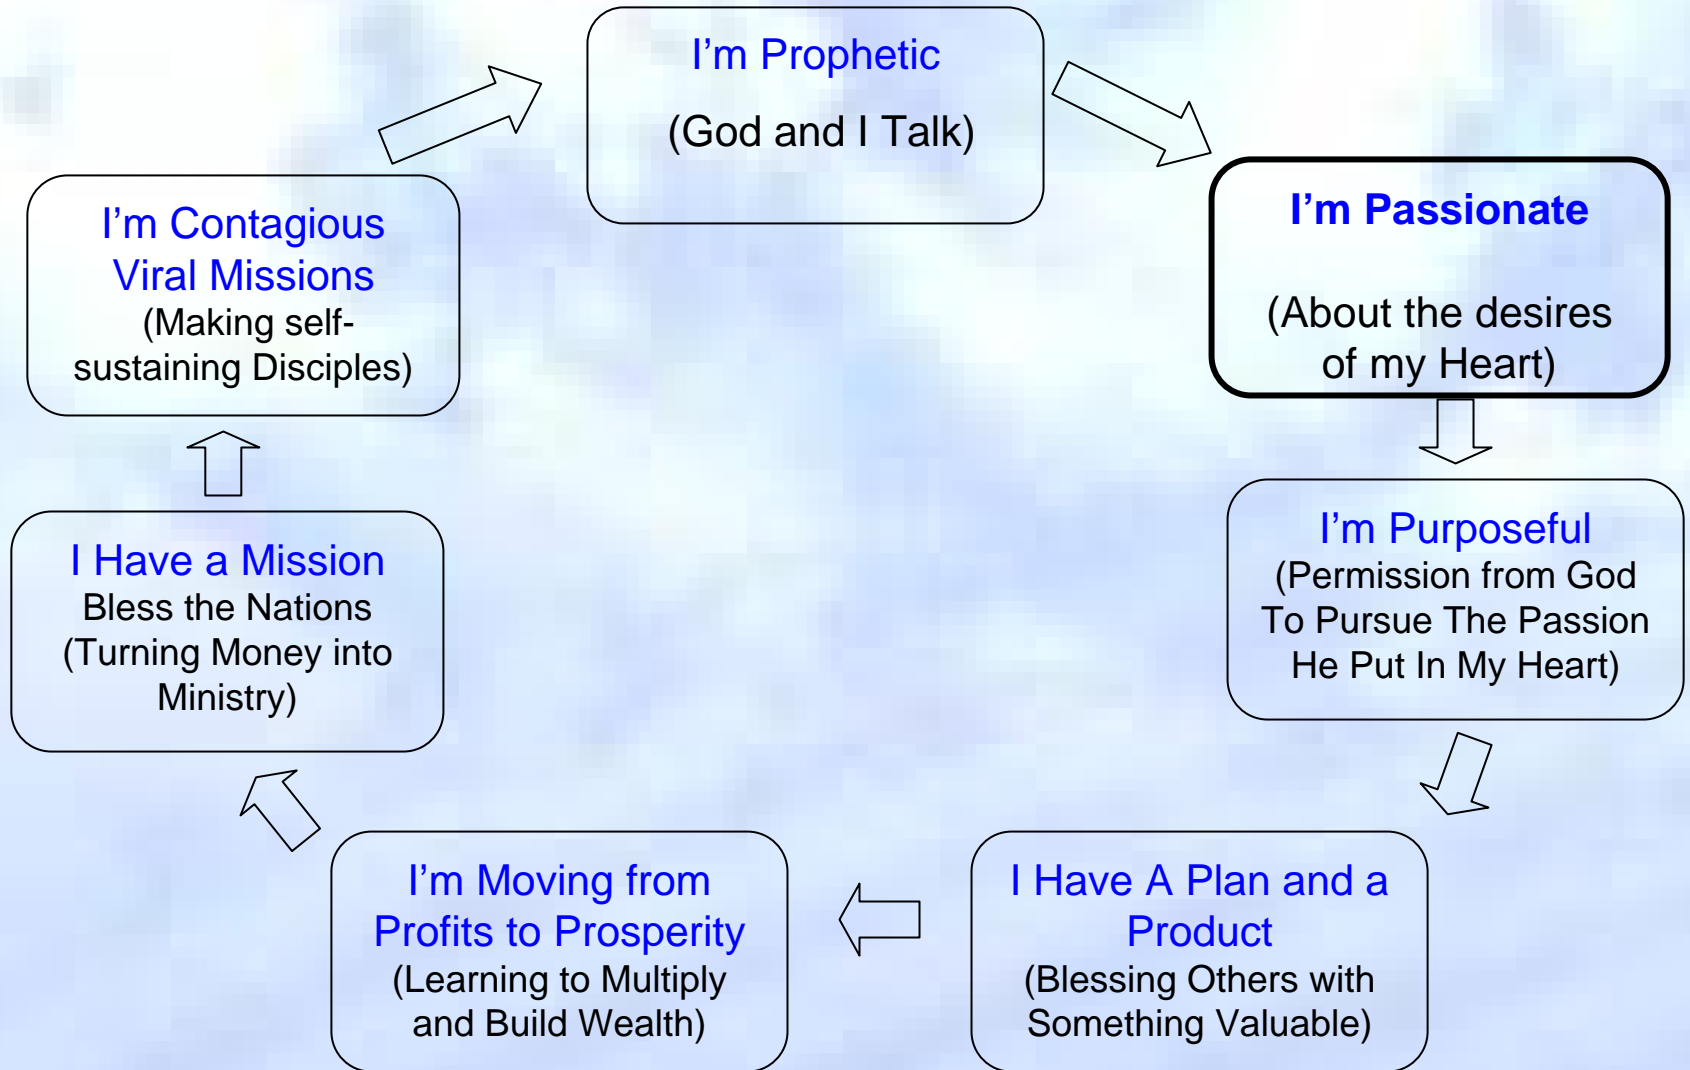 I’m Prophetic
(God and I Talk)
I’m Passionate
(About the desires
of my Heart)
I’m Purposeful
(Permission from God
To Pursue The Passion
He Put In My Heart)
I Have A Plan and a
Product
(Blessing Others with
Something Valuable)
I’m Moving from
Profits to Prosperity
(Learning to Multiply
and Build Wealth)
I Have a Mission
Bless the Nations
(Turning Money into
Ministry)
I’m Contagious
Viral Missions
(Making self-
sustaining Disciples)